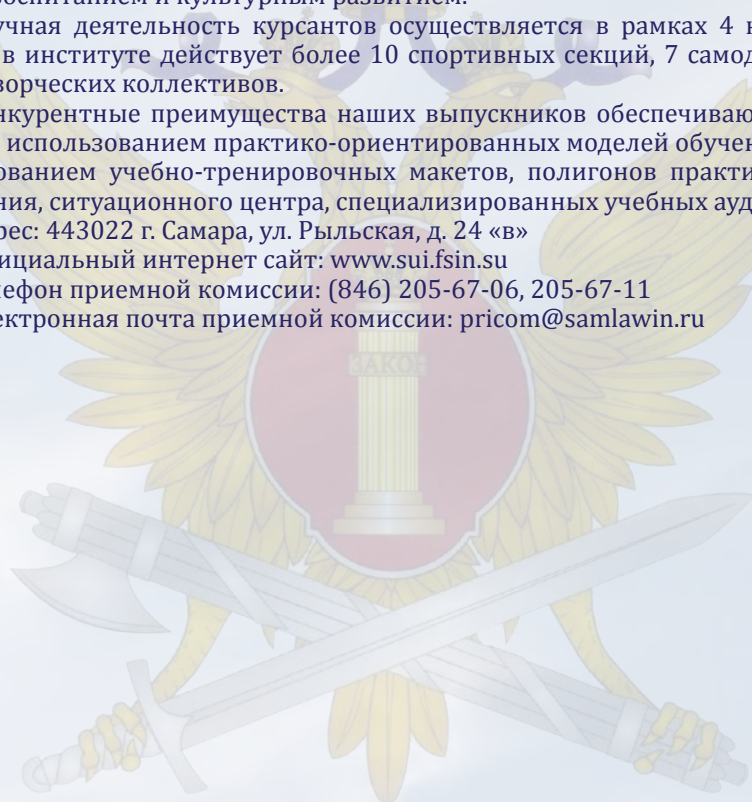 воспитанием и культурным развитием.
учная деятельность курсантов осуществляется в рамках 4 н
в институте действует более 10 спортивных секций, 7 самод
ворческих коллективов.
нкурентные преимущества наших выпускников обеспечиваю
использованием практико-ориентированных моделей обучен
ованием учебно-тренировочных макетов, полигонов практи
ния, ситуационного центра, специализированных учебных ауд
рес: 443022 г. Самара, ул. Рыльская, д. 24 «в»
ициальный интернет сайт: www.sui.fsin.su
лефон приемной комиссии: (846) 205-67-06, 205-67-11
ектронная почта приемной комиссии: pricom@samlawin.ru
ЗАКОН